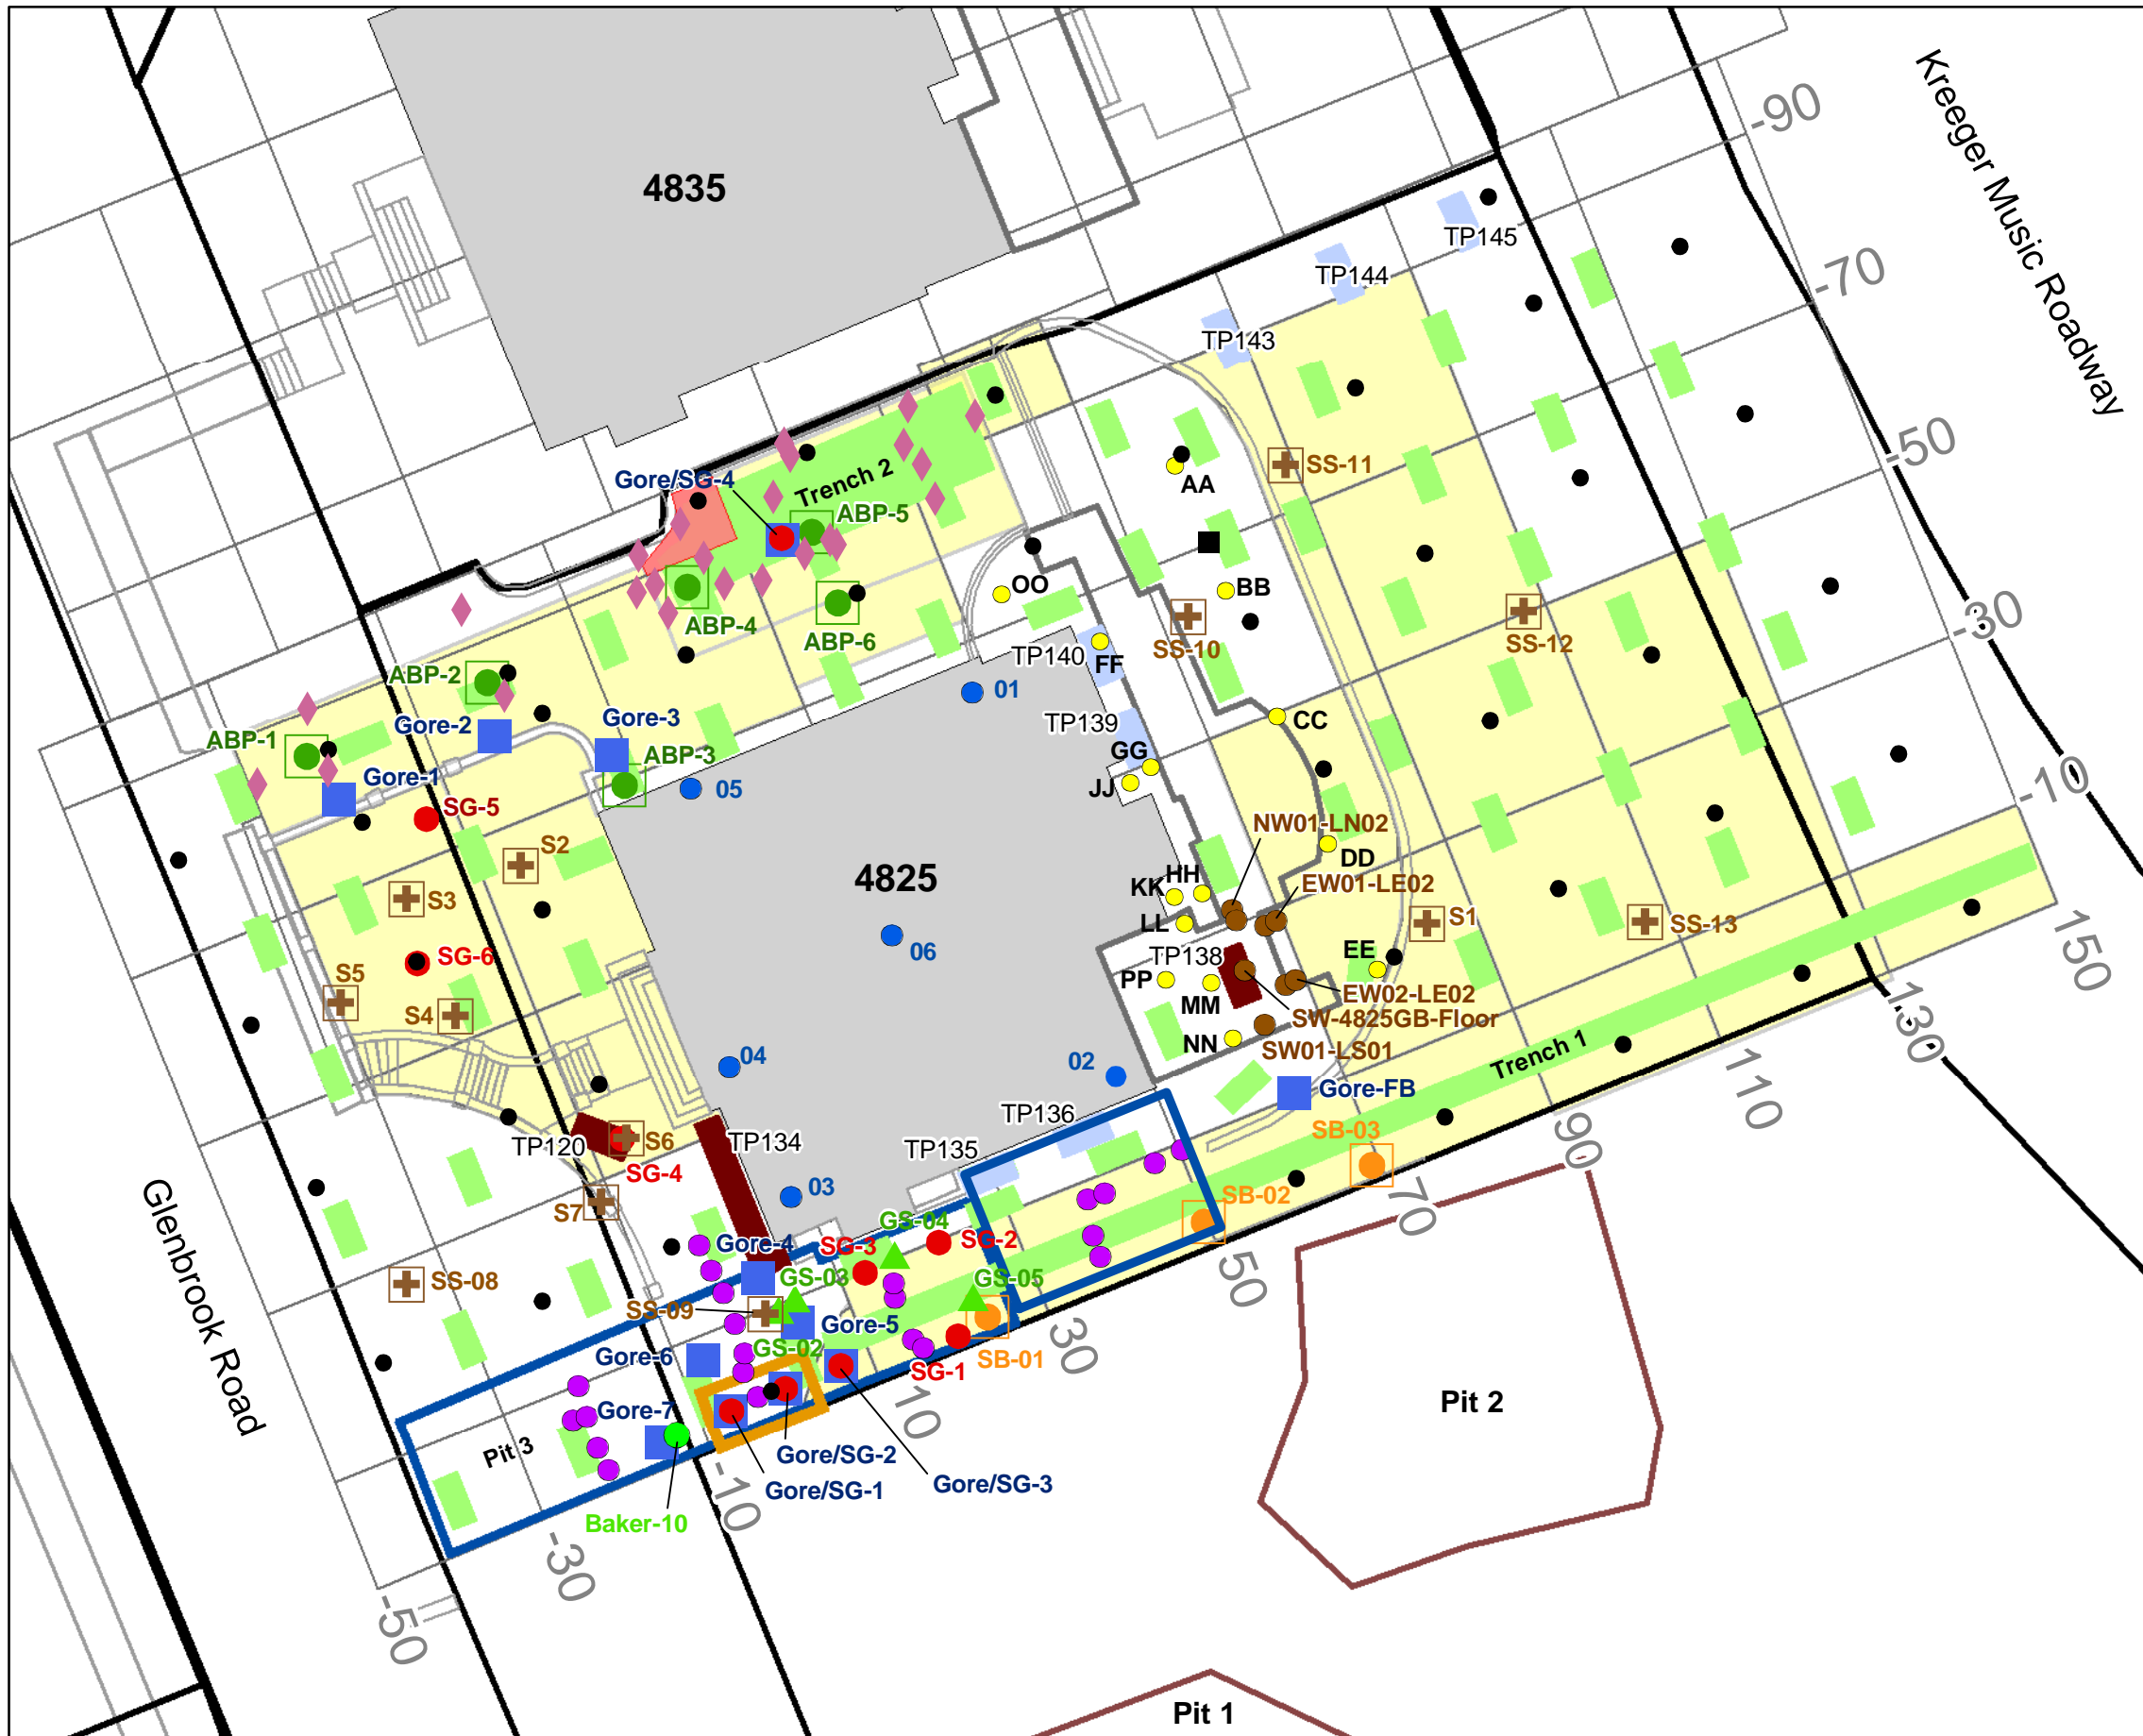 Kreeger Music Roadway
-90
4835
TP145
TP144
-70
TP143
-50
Trench 2
Gore/SG-4
SS-11
AA
ABP-5
OO
BB
-30
SS-12
ABP-4
ABP-6
SS-10
TP140
FF
ABP-2
01
Gore-3
Gore-2
TP139
CC
ABP-1
GG
ABP-3
Gore-1
05
JJ
-10
SG-5
NW01-LN02
S2
DD
4825
HH
KK
EW01-LE02
S3
S1
SS-13
LL
06
EE
150
SG-6
TP138
S5
PP
EW02-LE02
MM
S4
SW-4825GB-Floor
130
NN
SW01-LS01
04
02
Trench 1
Gore-FB
110
TP136
SB-03
TP120
S6
TP134
TP135
90
SG-4
03
SB-02
70
S7
GS-04
Glenbrook Road
Gore-4
SG-3
SG-2
GS-03
GS-05
50
SS-08
SS-09
Gore-5
GS-02
30
Gore-6
SB-01
SG-1
Pit 2
10
Gore-7
Pit 3
Gore/SG-2
Gore/SG-3
Gore/SG-1
-10
Baker-10
-30
-50
Pit 1